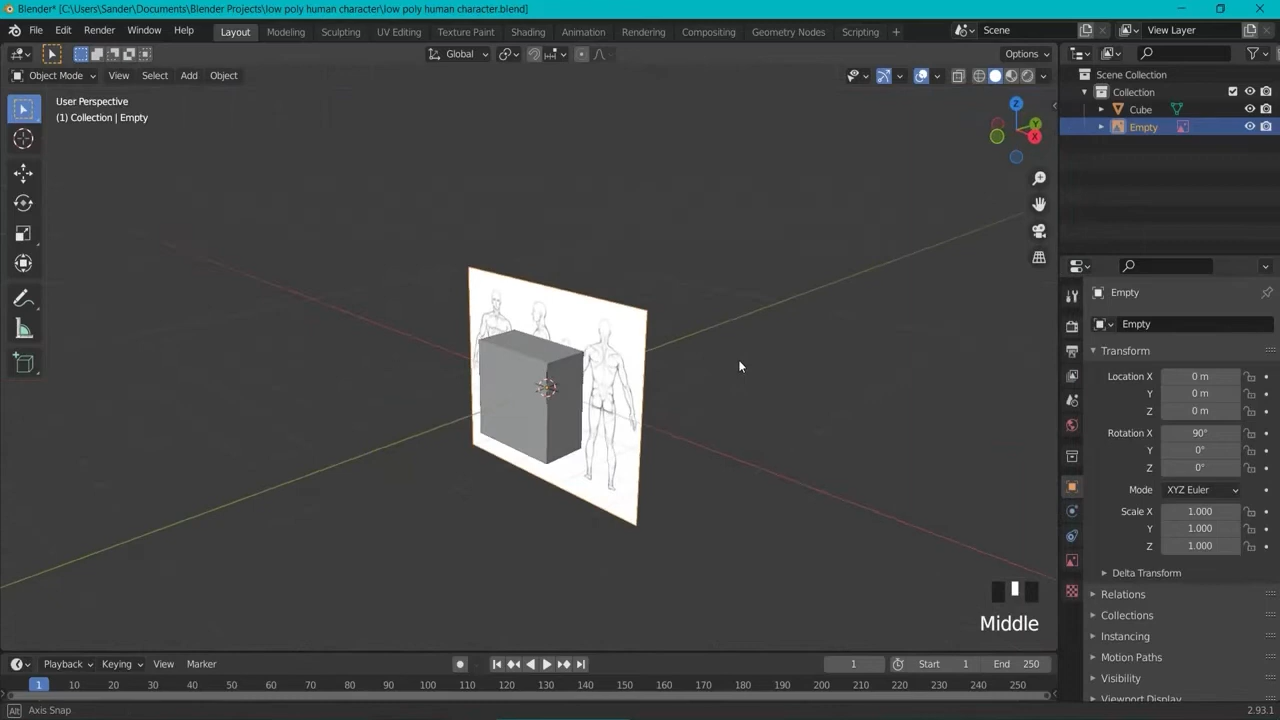 Blender* [C:\Users\Sander\Documents\Blender Projects\low poly human character\low poly human character.blend]
File Edit Render Window Help Layout Modeling Sculpting UV Editing Texture Paint Shading Animation Rendering Compositing Geometry Nodes Scripting + Scene View Layer
Global Options
Object Mode View Select Add Object
User Perspective
(1) Collection | Empty
Z
Y
X
Middle
Scene Collection
Collection
Cube
Empty
Empty
Empty
Transform
Location X 0 m
Y 0 m
Z 0 m
Rotation X 90°
Y 0°
Z 0°
Mode XYZ Euler
Scale X 1.000
Y 1.000
Z 1.000
Delta Transform
Relations
Collections
Instancing
Motion Paths
Visibility
Viewport Display
Playback Keying View Marker 1 Start 1 End 250
1 10 20 30 40 50 60 70 80 90 100 110 120 130 140 150 160 170 180 190 200 210 220 230 240 250
Alt Axis Snap 2.93.1